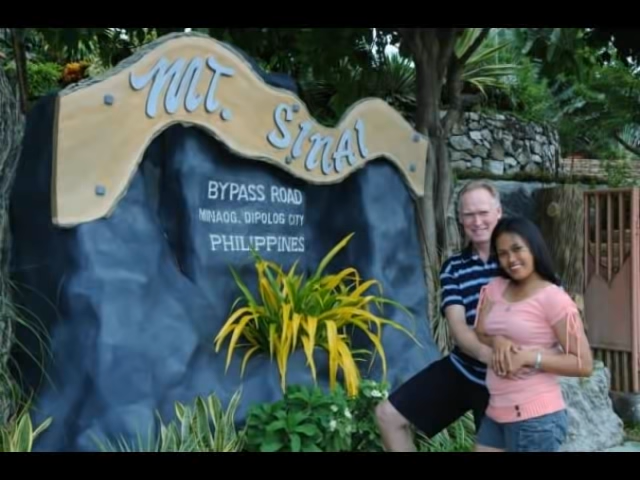 MT. SINAI
BYPASS ROAD
MINAOG, DIPOLOG CITY
PHILIPPINES